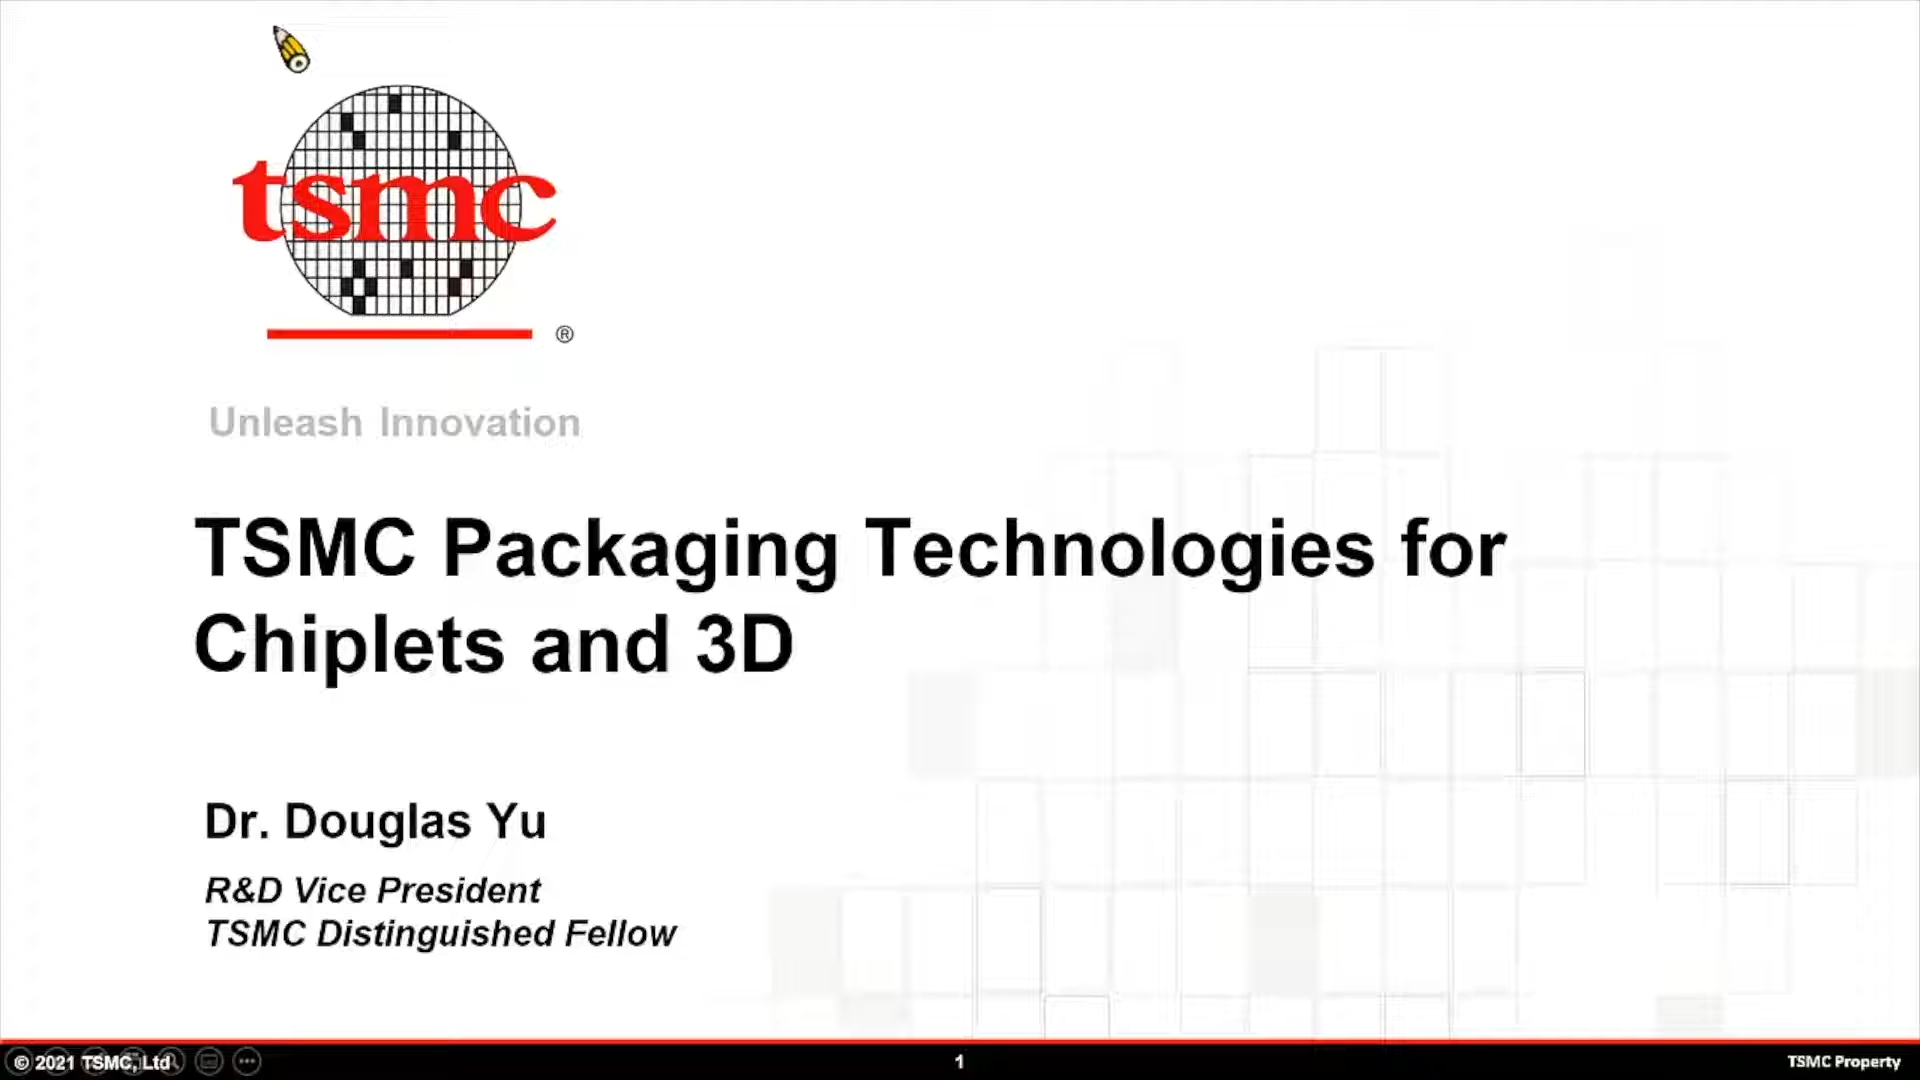 tsmc
®
Unleash Innovation
TSMC Packaging Technologies for
Chiplets and 3D
Dr. Douglas Yu
R&D Vice President
TSMC Distinguished Fellow
© 2021 TSMC, Ltd
1
TSMC Property